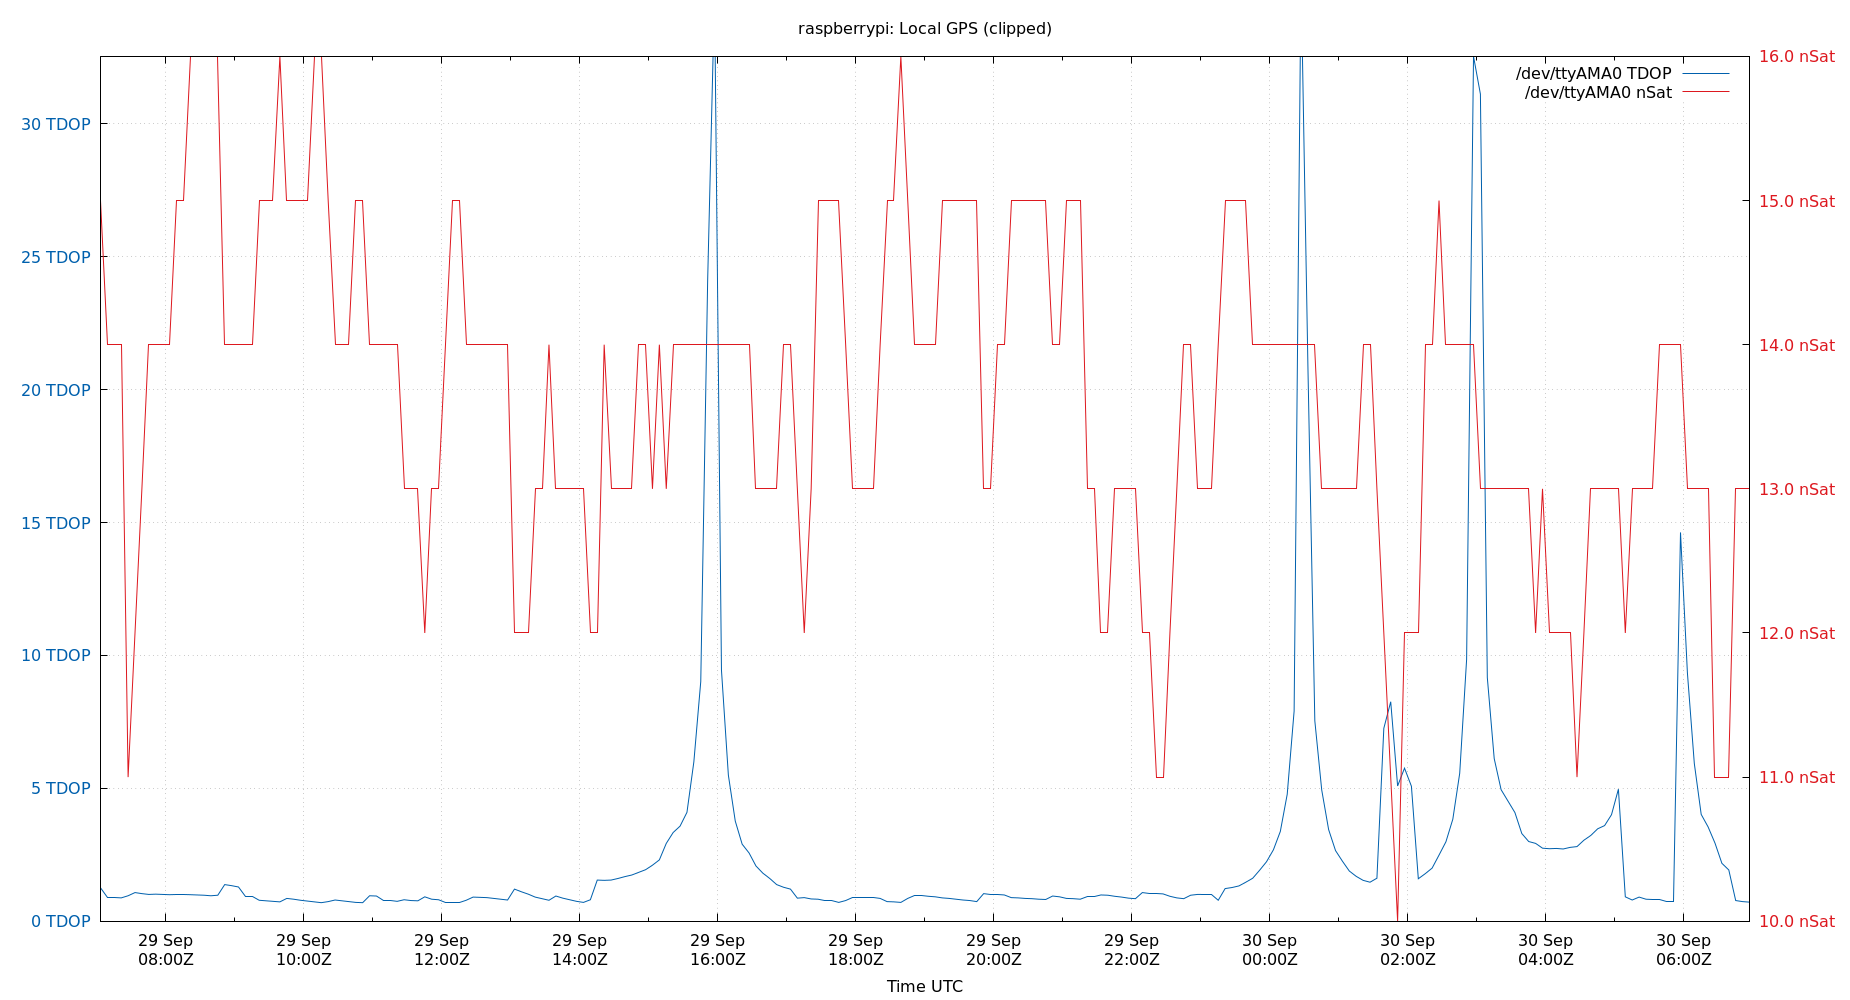 raspberrypi: Local GPS (clipped)
/dev/ttyAMA0 TDOP
/dev/ttyAMA0 nSat
30 TDOP
25 TDOP
20 TDOP
15 TDOP
10 TDOP
5 TDOP
0 TDOP
16.0 nSat
15.0 nSat
14.0 nSat
13.0 nSat
12.0 nSat
11.0 nSat
10.0 nSat
29 Sep
08:00Z
29 Sep
10:00Z
29 Sep
12:00Z
29 Sep
14:00Z
29 Sep
16:00Z
29 Sep
18:00Z
29 Sep
20:00Z
29 Sep
22:00Z
30 Sep
00:00Z
30 Sep
02:00Z
30 Sep
04:00Z
30 Sep
06:00Z
Time UTC